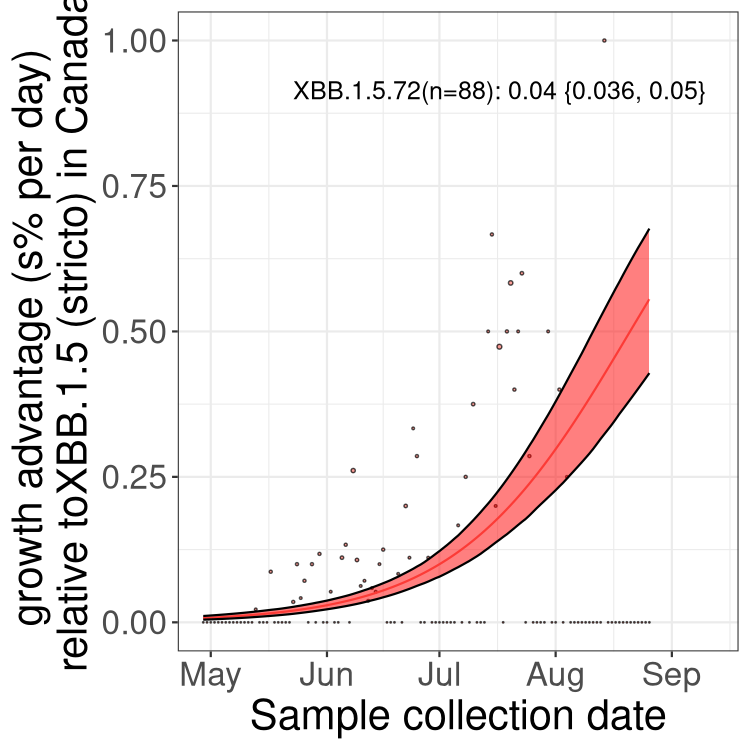 growth advantage (s% per day)
relative toXBB.1.5 (stricto) in Canada
1.00
0.75
0.50
0.25
0.00
XBB.1.5.72(n=88): 0.04 {0.036, 0.05}
May Jun Jul Aug Sep
Sample collection date